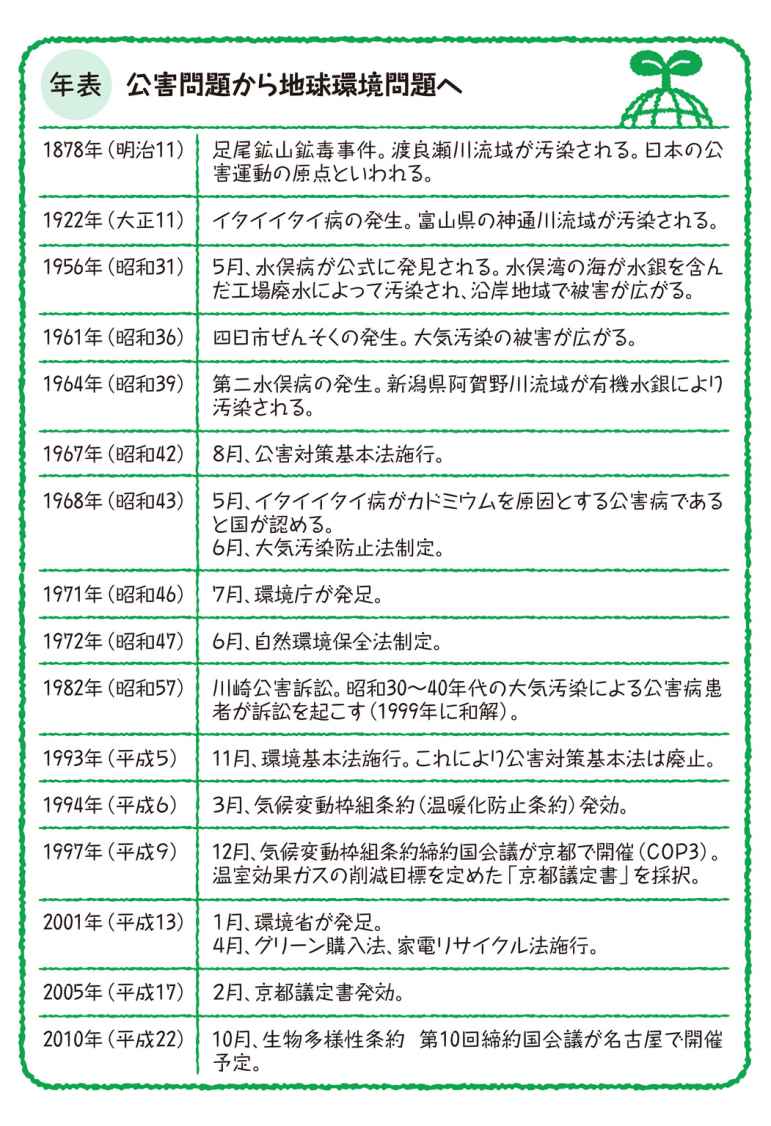 年表 公害問題から地球環境問題へ
1878年（明治11） 足尾鉱山鉱毒事件。渡良瀬川流域が汚染される。日本の公
害運動の原点といわれる。
1922年（大正11） イタイイタイ病の発生。富山県の神通川流域が汚染される。
1956年（昭和31） 5月、水俣病が公式に発見される。水俣湾の海が水銀を含ん
だ工場廃水によって汚染され、沿岸地域で被害が広がる。
1961年（昭和36） 四日市ぜんそくの発生。大気汚染の被害が広がる。
1964年（昭和39） 第二水俣病の発生。新潟県阿賀野川流域が有機水銀により
汚染される。
1967年（昭和42） 8月、公害対策基本法施行。
1968年（昭和43） 5月、イタイイタイ病がカドミウムを原因とする公害病である
と国が認める。
6月、大気汚染防止法制定。
1971年（昭和46） 7月、環境庁が発足。
1972年（昭和47） 6月、自然環境保全法制定。
1982年（昭和57） 川崎公害訴訟。昭和30〜40年代の大気汚染による公害病患
者が訴訟を起こす（1999年に和解）。
1993年（平成5） 11月、環境基本法施行。これにより公害対策基本法は廃止。
1994年（平成6） 3月、気候変動枠組条約（温暖化防止条約）発効。
1997年（平成9） 12月、気候変動枠組条約締約国会議が京都で開催（COP3）。
温室効果ガスの削減目標を定めた「京都議定書」を採択。
2001年（平成13） 1月、環境省が発足。
4月、グリーン購入法、家電リサイクル法施行。
2005年（平成17） 2月、京都議定書発効。
2010年（平成22） 10月、生物多様性条約 第10回締約国会議が名古屋で開催
予定。